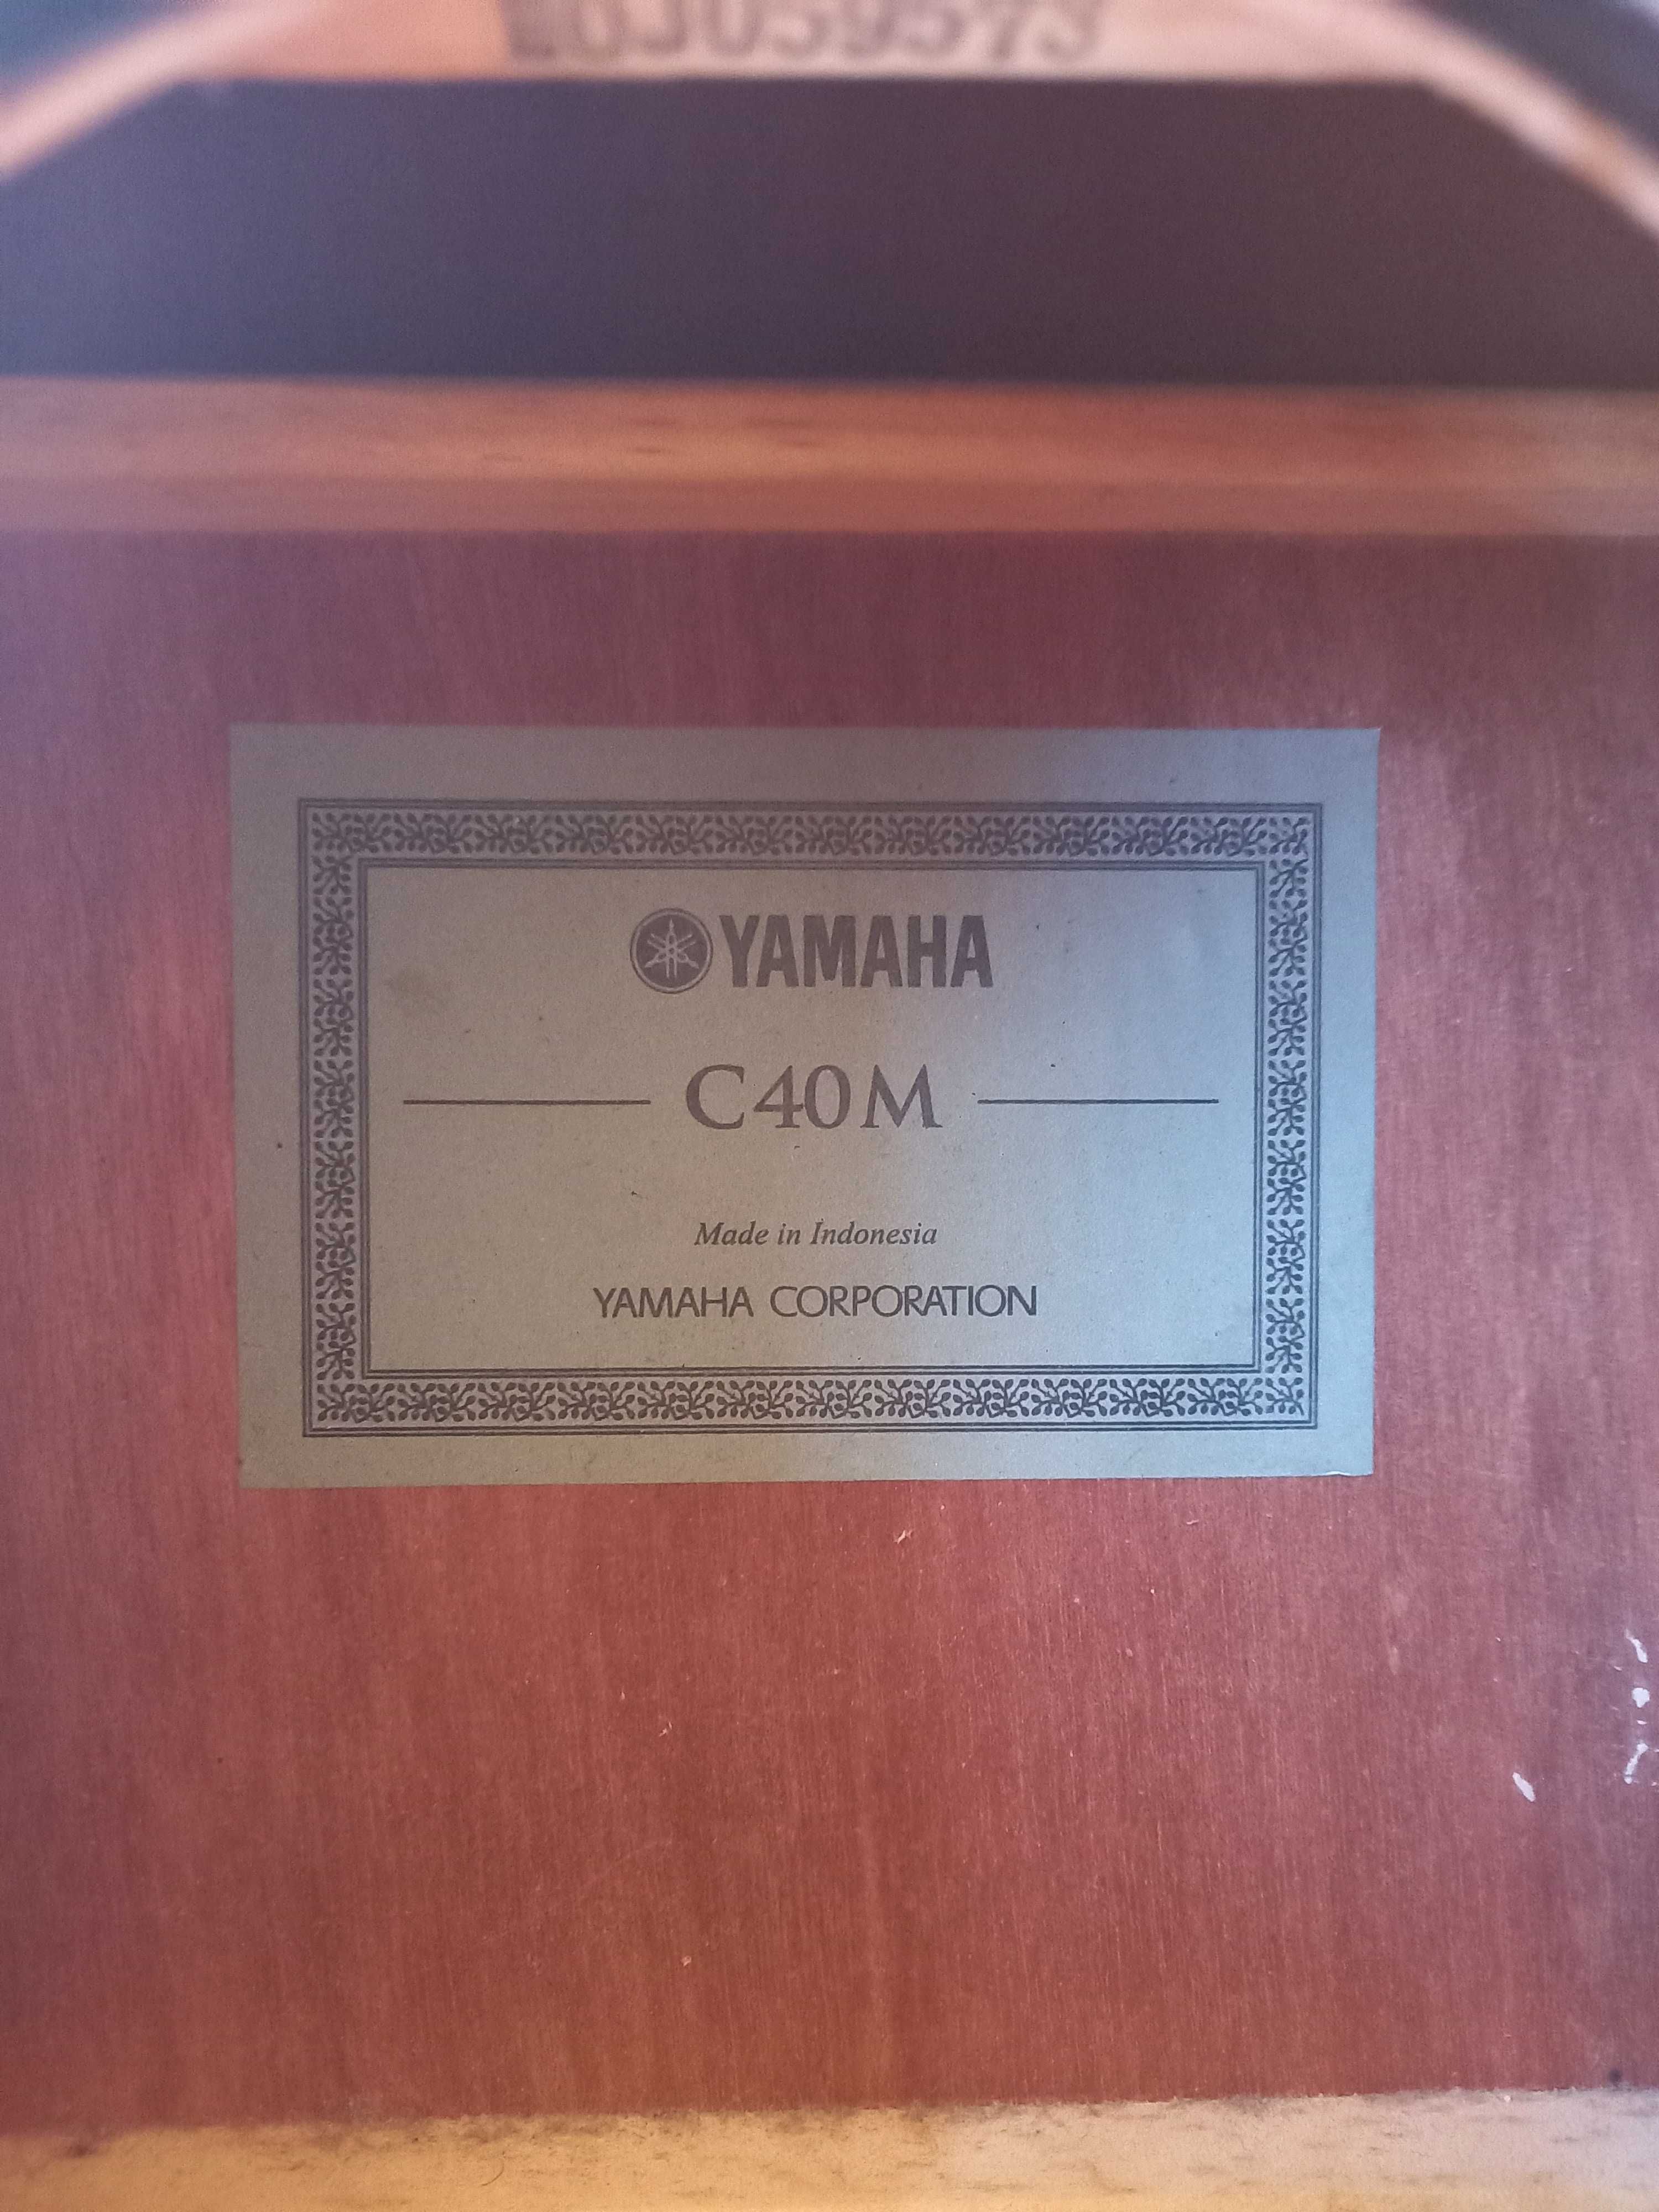 YAMAHA
C40M
Made in Indonesia
YAMAHA CORPORATION